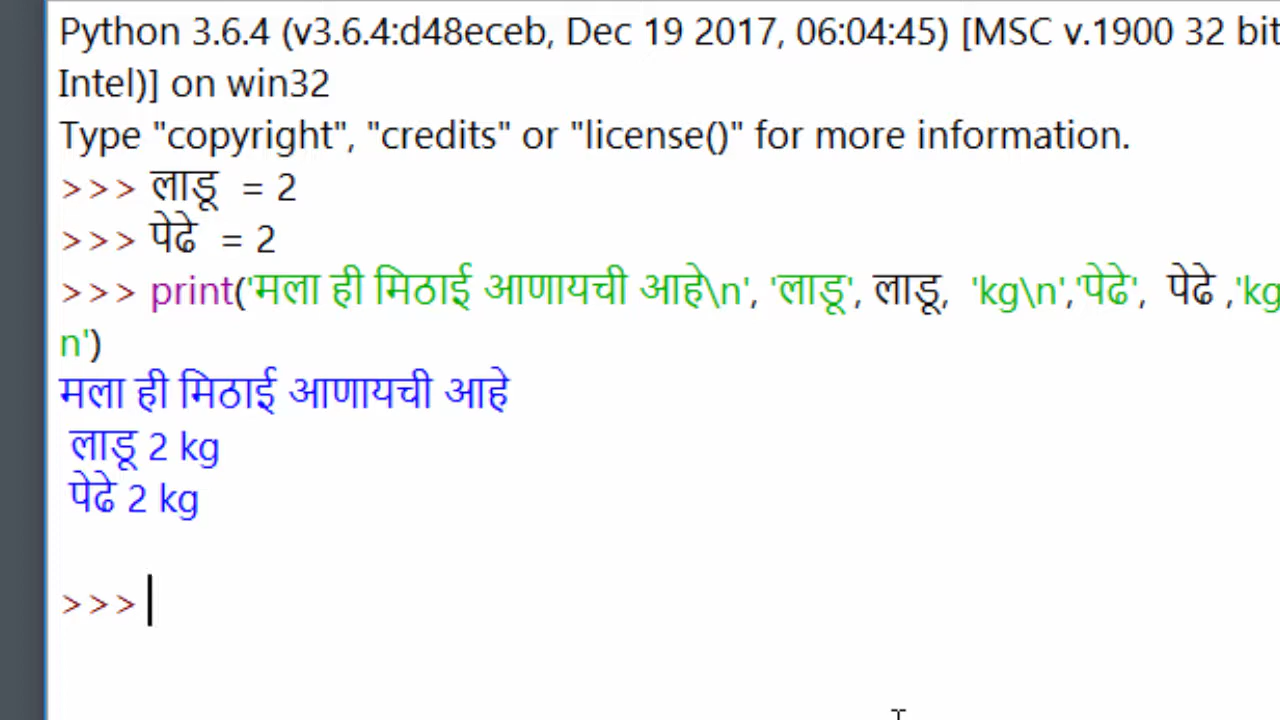 Python 3.6.4 (v3.6.4:d48eceb, Dec 19 2017, 06:04:45) [MSC v.1900 32 bit
Intel)] on win32
Type "copyright", "credits" or "license()" for more information.
>>> लाडू  = 2
>>> पेढे  = 2
>>> print('मला ही मिठाई आणायची आहे\n', 'लाडू', लाडू,  'kg\n','पेढे',  पेढे ,'kg
n')
मला ही मिठाई आणायची आहे
लाडू 2 kg
पेढे 2 kg
>>>